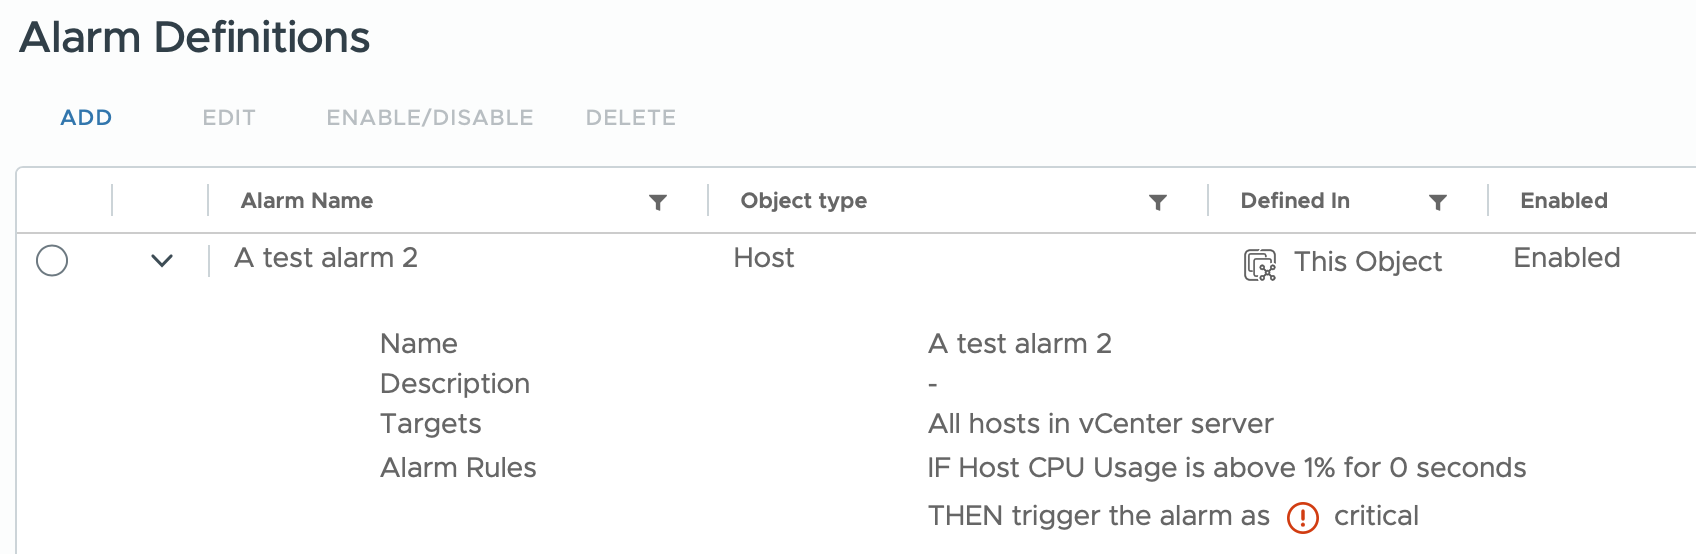 Alarm Definitions
ADD EDIT ENABLE/DISABLE DELETE
Alarm Name Object type Defined In Enabled
A test alarm 2 Host This Object Enabled
Name A test alarm 2
Description -
Targets All hosts in vCenter server
Alarm Rules IF Host CPU Usage is above 1% for 0 seconds
THEN trigger the alarm as critical